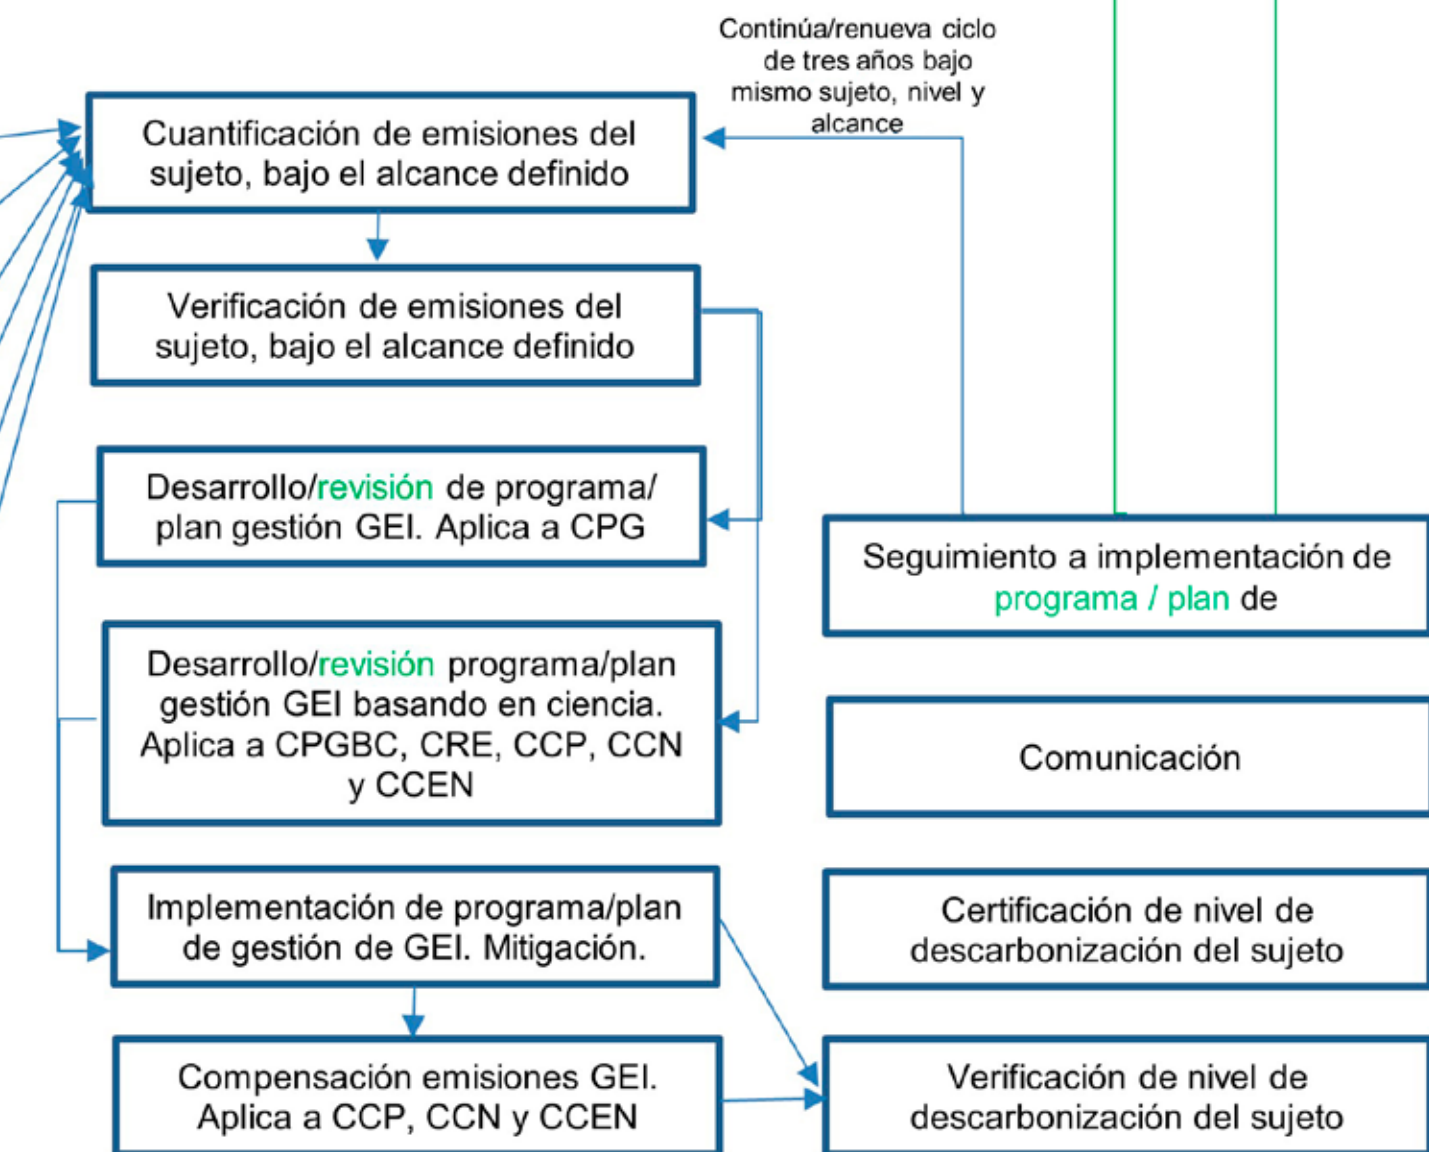 Continúa/renueva ciclo
de tres años bajo
mismo sujeto, nivel y
alcance
Cuantificación de emisiones del
sujeto, bajo el alcance definido
Verificación de emisiones del
sujeto, bajo el alcance definido
Desarrollo/revisión de programa/
plan gestión GEI. Aplica a CPG
Desarrollo/revisión programa/plan
gestión GEI basando en ciencia.
Aplica a CPGBC, CRE, CCP, CCN
y CCEN
Implementación de programa/plan
de gestión de GEI. Mitigación.
Compensación emisiones GEI.
Aplica a CCP, CCN y CCEN
Seguimiento a implementación de
programa / plan de
Comunicación
Certificación de nivel de
descarbonización del sujeto
Verificación de nivel de
descarbonización del sujeto